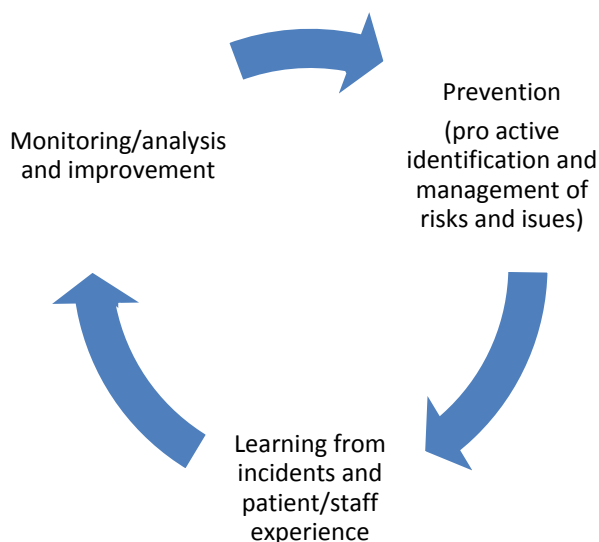 Prevention
(pro active
identification and
management of
risks and isues)
Learning from
incidents and
patient/staff
experience
Monitoring/analysis
and improvement